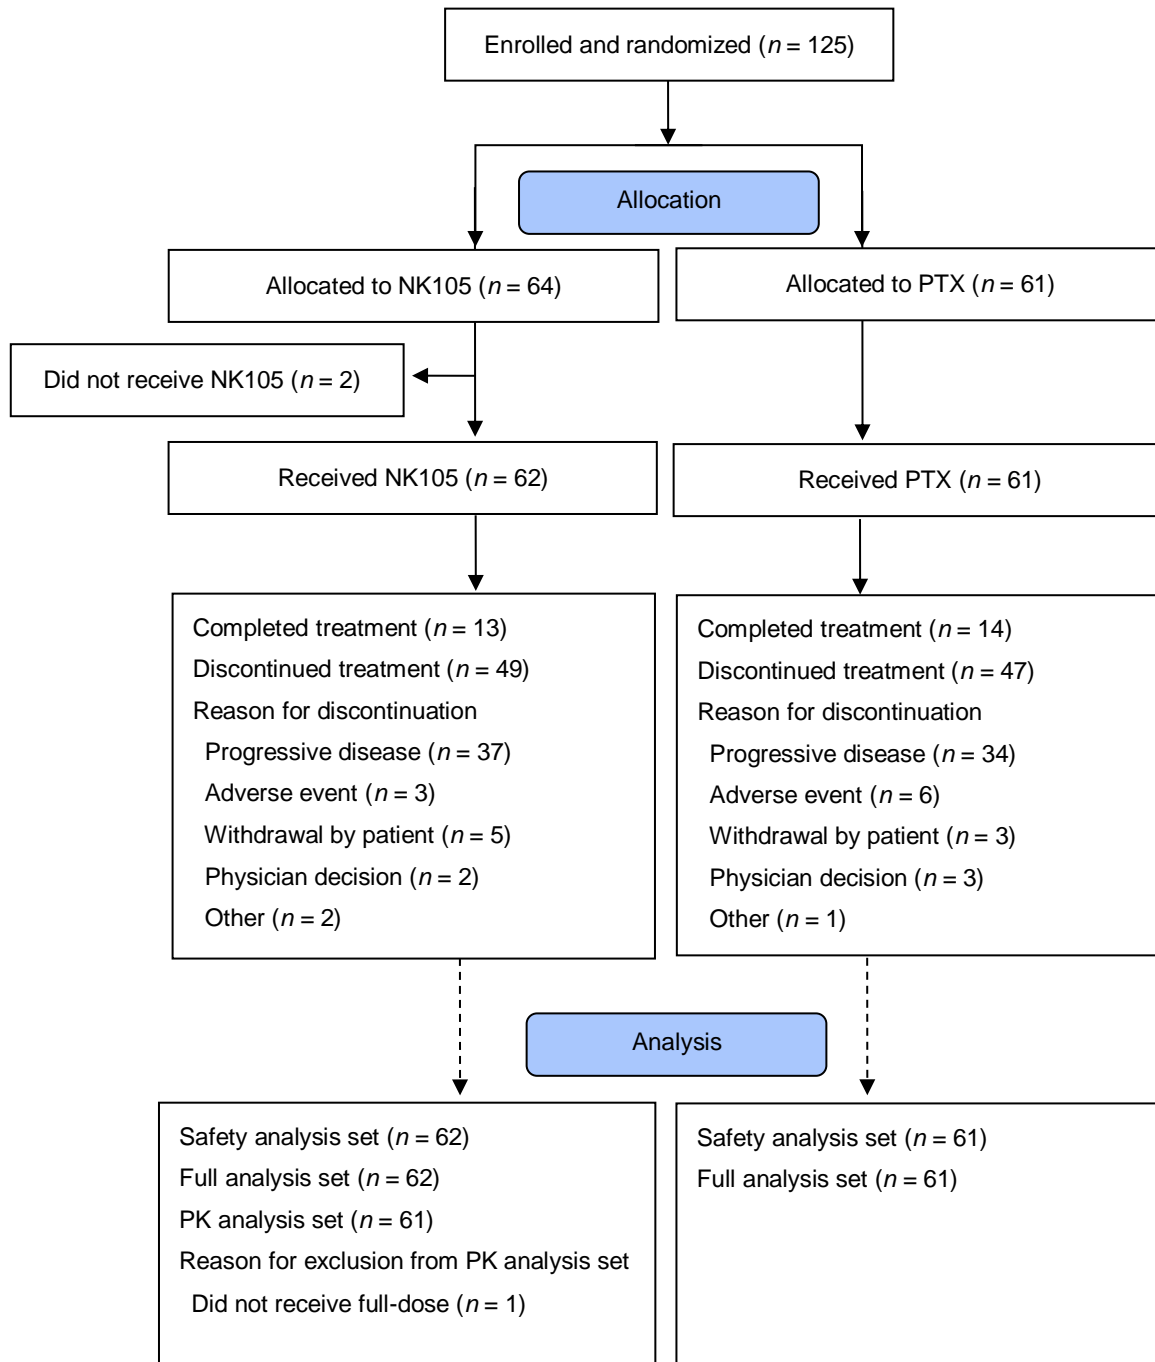 Enrolled and randomized (n = 125)
Allocation
Allocated to NK105 (n = 64)
Allocated to PTX (n = 61)
Did not receive NK105 (n = 2)
Received NK105 (n = 62)
Received PTX (n = 61)
Completed treatment (n = 13)
Discontinued treatment (n = 49)
Reason for discontinuation
Progressive disease (n = 37)
Adverse event (n = 3)
Withdrawal by patient (n = 5)
Physician decision (n = 2)
Other (n = 2)
Completed treatment (n = 14)
Discontinued treatment (n = 47)
Reason for discontinuation
Progressive disease (n = 34)
Adverse event (n = 6)
Withdrawal by patient (n = 3)
Physician decision (n = 3)
Other (n = 1)
Analysis
Safety analysis set (n = 62)
Full analysis set (n = 62)
PK analysis set (n = 61)
Reason for exclusion from PK analysis set
Did not receive full-dose (n = 1)
Safety analysis set (n = 61)
Full analysis set (n = 61)